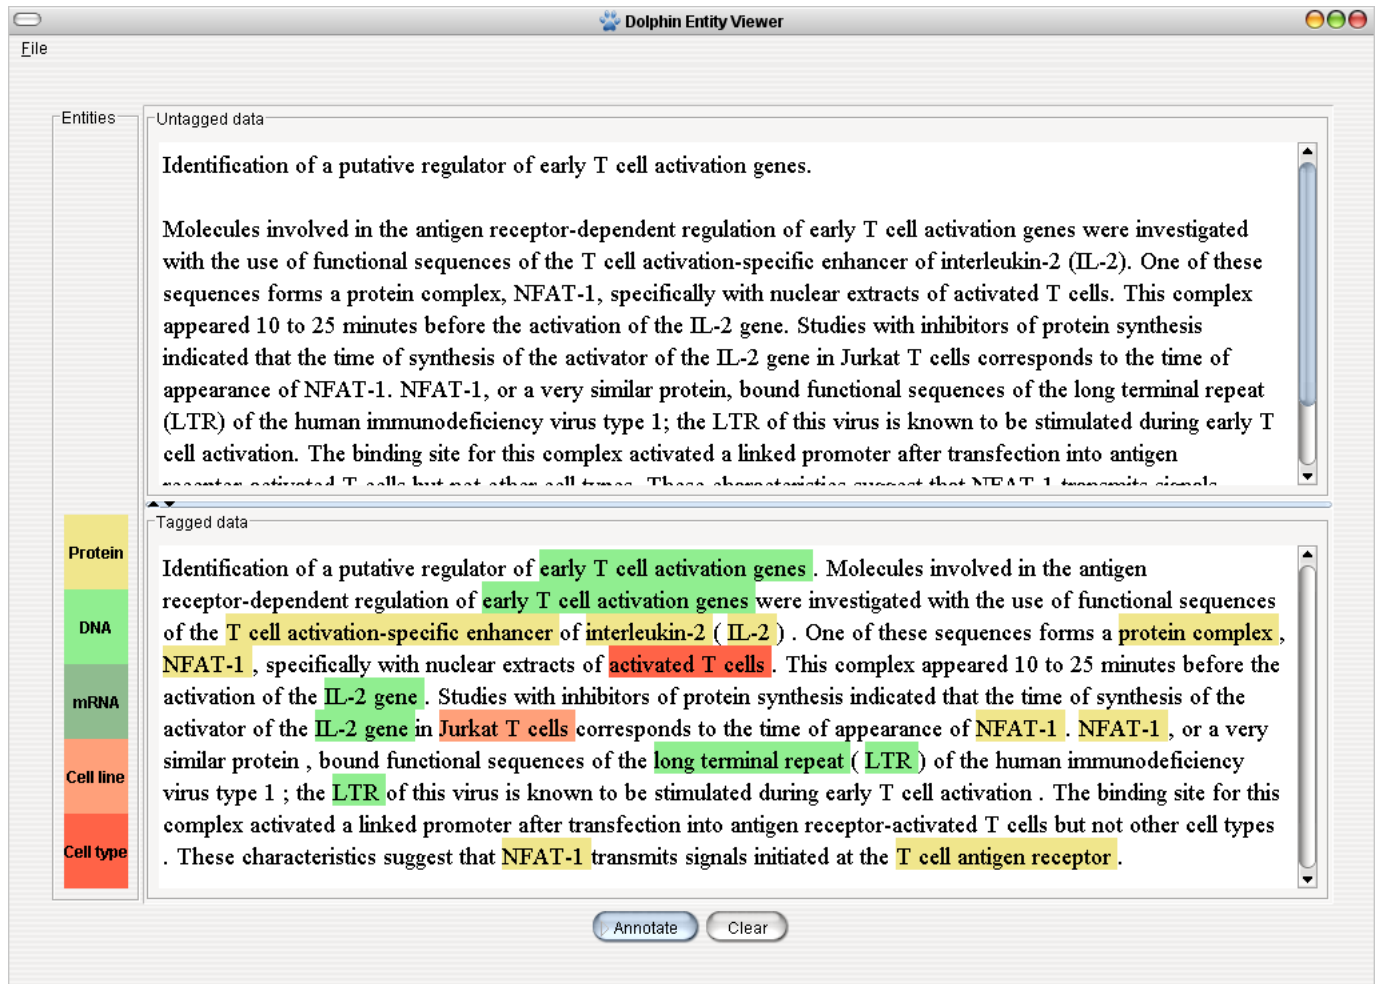 Dolphin Entity Viewer
File
Entities
Untagged data
Identification of a putative regulator of early T cell activation genes.
Molecules involved in the antigen receptor-dependent regulation of early T cell activation genes were investigated
with the use of functional sequences of the T cell activation-specific enhancer of interleukin-2 (IL-2). One of these
sequences forms a protein complex, NFAT-1, specifically with nuclear extracts of activated T cells. This complex
appeared 10 to 25 minutes before the activation of the IL-2 gene. Studies with inhibitors of protein synthesis
indicated that the time of synthesis of the activator of the IL-2 gene in Jurkat T cells corresponds to the time of
appearance of NFAT-1. NFAT-1, or a very similar protein, bound functional sequences of the long terminal repeat
(LTR) of the human immunodeficiency virus type 1; the LTR of this virus is known to be stimulated during early T
cell activation. The binding site for this complex activated a linked promoter after transfection into antigen
receptor-activated T cells but not other cell types. These characteristics suggest that NFAT-1 transmits signals
Protein
DNA
mRNA
Cell line
Cell type
Tagged data
Identification of a putative regulator of early T cell activation genes . Molecules involved in the antigen
receptor-dependent regulation of early T cell activation genes were investigated with the use of functional sequences
of the T cell activation-specific enhancer of interleukin-2 ( IL-2 ) . One of these sequences forms a protein complex ,
NFAT-1 , specifically with nuclear extracts of activated T cells . This complex appeared 10 to 25 minutes before the
activation of the IL-2 gene . Studies with inhibitors of protein synthesis indicated that the time of synthesis of the
activator of the IL-2 gene in Jurkat T cells corresponds to the time of appearance of NFAT-1 . NFAT-1 , or a very
similar protein , bound functional sequences of the long terminal repeat ( LTR ) of the human immunodeficiency
virus type 1 ; the LTR of this virus is known to be stimulated during early T cell activation . The binding site for this
complex activated a linked promoter after transfection into antigen receptor-activated T cells but not other cell types
. These characteristics suggest that NFAT-1 transmits signals initiated at the T cell antigen receptor .
Annotate
Clear